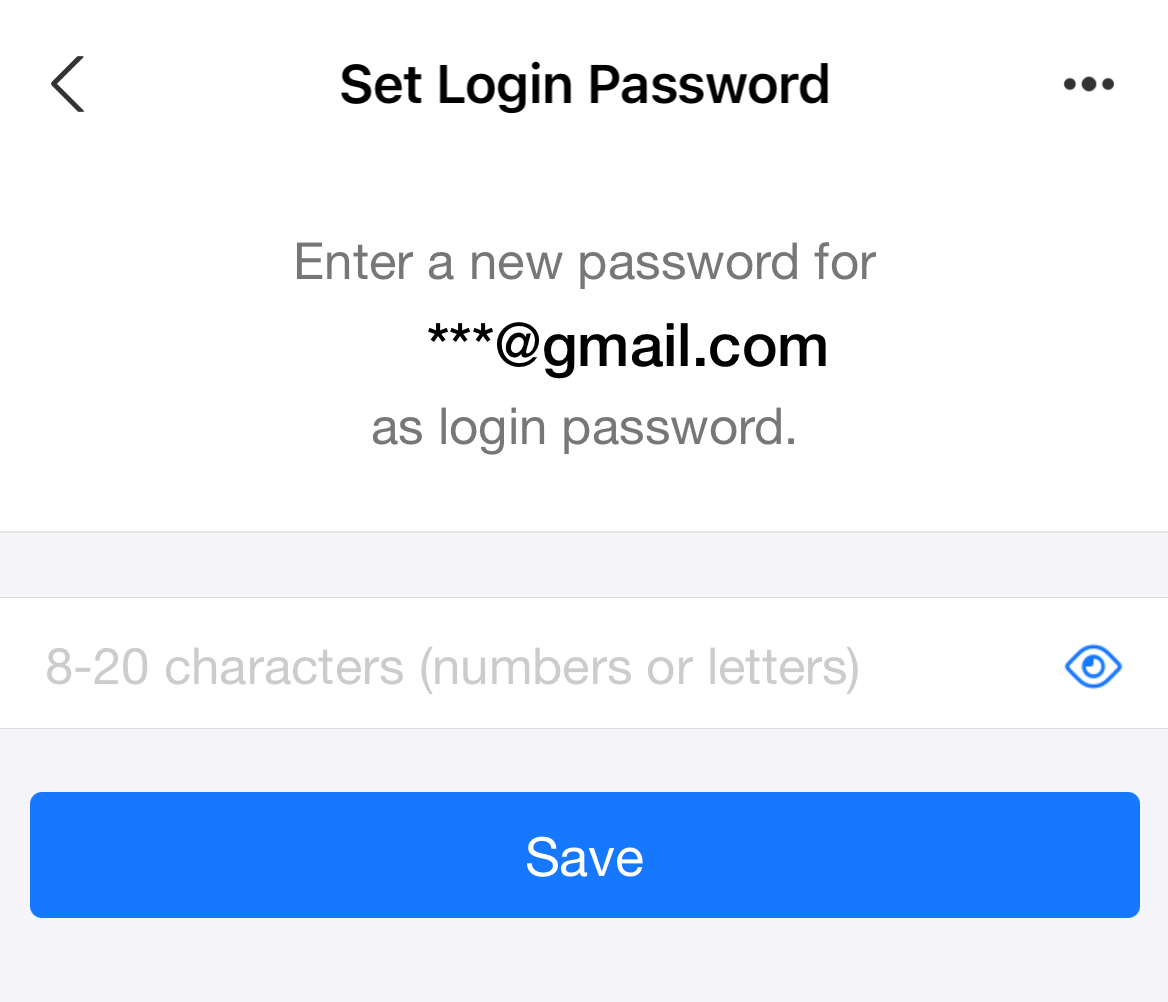 Set Login Password
Enter a new password for
***@gmail.com
as login password.
8-20 characters (numbers or letters)
Save